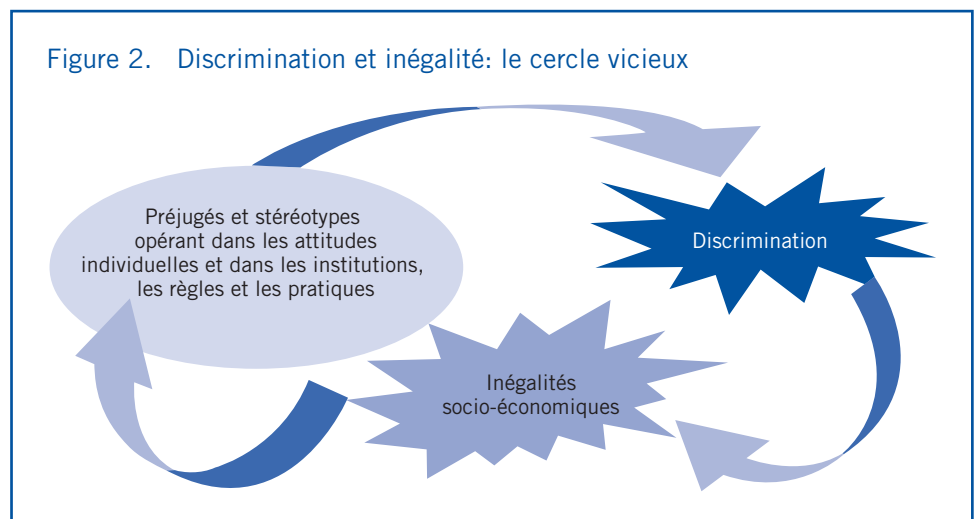 Figure 2. Discrimination et inégalité: le cercle vicieux
Préjugés et stéréotypes
opérant dans les attitudes
individuelles et dans les institutions,
les règles et les pratiques
Discrimination
Inégalités
socio-économiques